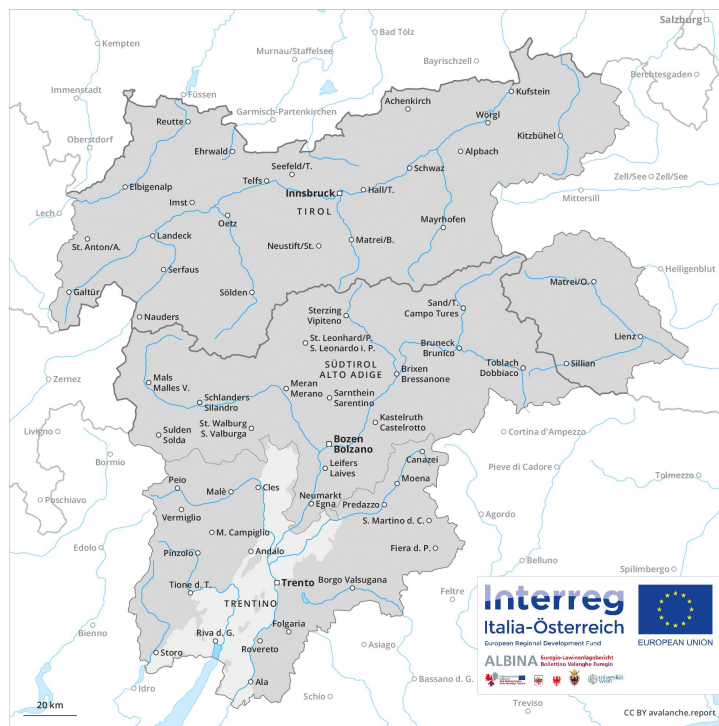 Salzburg
Bad Tölz
Kempten
Murnau/Staffelsee
Bayrischzell
Berchtesgaden
Immenstadt
Füssen
Garmisch-Partenkirchen
Achenkirch
Kufstein
Reutte
Wörgl
Oberstdorf
Kitzbühel
Ehrwald
Alpbach
Seefeld/T.
Schwaz
Telfs
Zell/See
Zell/See
Elbigenalp
Innsbruck
Hall/T.
Mittersill
Imst
TIROL
Lech
Oetz
Mayrhofen
Landeck
St. Anton/A.
Neustift/St.
Matrei/B.
Serfaus
Heiligenblut
Matrei/O.
Galtür
Sölden
Sand/T.
Campo Tures
Nauders
Sterzing
Vipiteno
Lienz
St. Leonhard/P.
S. Leonardo i. P.
Bruneck
Brunico
SÜDTIROL
ALTO ADIGE
Toblach
Dobbiaco
Sillian
Brixen
Bressanone
Zernez
Mals
Malles V.
Meran
Merano
Sarnthein
Sarentino
Schlanders
Silandro
St. Walburg
S. Valburga
Kastelruth
Castelrotto
Livigno
Sulden
Solda
Cortina d'Ampezzo
Bozen
Bolzano
Bormio
Canazei
Leifers
Laives
Pieve di Cadore
Peio
Tolmezzo
Malè
Cles
Moena
Neumarkt
Egna
Predazzo
Poschiavo
Vermiglio
Agordo
S. Martino d. C.
M. Campiglio
Edolo
Pinzolo
Andalo
Fiera d. P.
Belluno
Spilimbergo
Tione d. T.
Trento
Borgo Valsugana
Feltre
TRENTINO
Folgaria
Bienno
Riva d. G.
Rovereto
Storo
Asiago
Ala
Idro
Bassano d. G.
Schio
Treviso
Interreg
Italia-Österreich
European Regional Development Fund
EUROPEAN UNION
ALBINA Euregio-Lawinenlagebericht
Bollettino Valanghe Euregio
universität
wien
20 km
CC BY avalanche.report